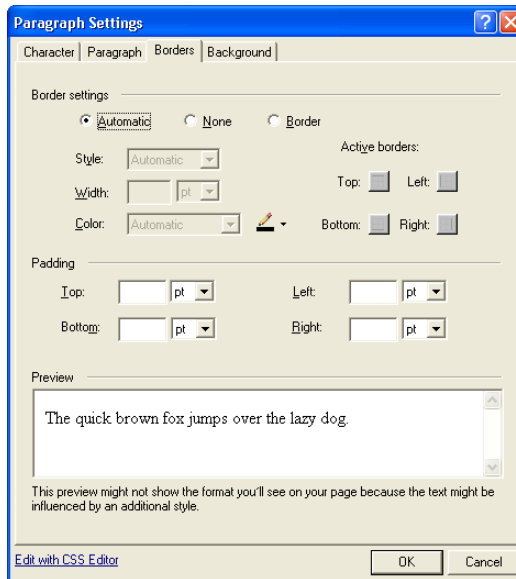 Paragraph Settings
Character Paragraph Borders Background
Border settings
Automatic None Border
Style: Automatic
Active borders:
Width: pt
Top: Left:
Color: Automatic
Bottom: Right:
Padding
Top: pt Left: pt
Bottom: pt Right: pt
Preview
The quick brown fox jumps over the lazy dog.
This preview might not show the format you'll see on your page because the text might be
influenced by an additional style.
Edit with CSS Editor OK Cancel